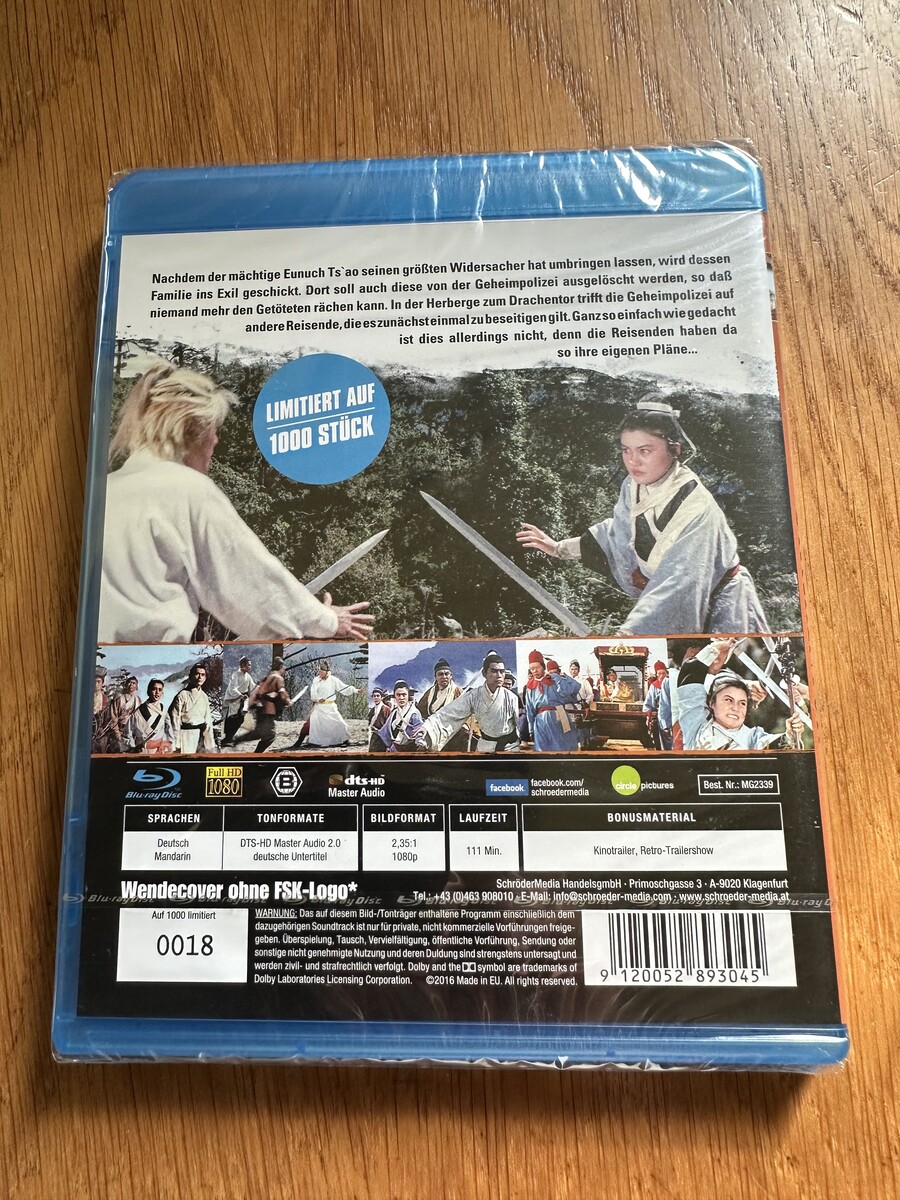 Nachdem der mächtige Eunuch Ts`ao seinen größten Widersacher hat umbringen lassen, wird dessen
Familie ins Exil geschickt. Dort soll auch diese von der Geheimpolizei ausgelöscht werden, so daß
niemand mehr den Getöteten rächen kann. In der Herberge zum Drachentor trifft die Geheimpolizei auf
andere Reisende, die es zunächst einmal zu beseitigen gilt. Ganz so einfach wie gedacht
ist dies allerdings nicht, denn die Reisenden haben da
so ihre eigenen Pläne...
LIMITIERT AUF
1000 STÜCK
Blu-ray Disc
Full HD
1080
B
dts-HD
Master Audio
facebook
facebook.com/
schroedermedia
circle pictures
Best. Nr.: MG2339
SPRACHEN
TONFORMATE
BILDFORMAT
LAUFZEIT
BONUSMATERIAL
Deutsch
Mandarin
DTS-HD Master Audio 2.0
deutsche Untertitel
2,35:1
1080p
111 Min.
Kinotrailer, Retro-Trailershow
Wendecover ohne FSK-Logo*
SchröderMedia HandelsgmbH · Primoschgasse 3 · A-9020 Klagenfurt
Tel.: +43 (0)463 908010 · E-Mail: info@schroeder-media.com · www.schroeder-media.at
Auf 1000 limitiert
0018
WARNUNG: Das auf diesem Bild-/Tonträger enthaltene Programm einschließlich dem
dazugehörigen Soundtrack ist nur für private, nicht kommerzielle Vorführungen freige-
geben. Überspielung, Tausch, Vervielfältigung, öffentliche Vorführung, Sendung oder
sonstige nicht genehmigte Nutzung und deren Duldung sind strengstens untersagt und
werden zivil- und strafrechtlich verfolgt. Dolby and the symbol are trademarks of
Dolby Laboratories Licensing Corporation. ©2016 Made in EU. All rights reserved.
9 120052 893045